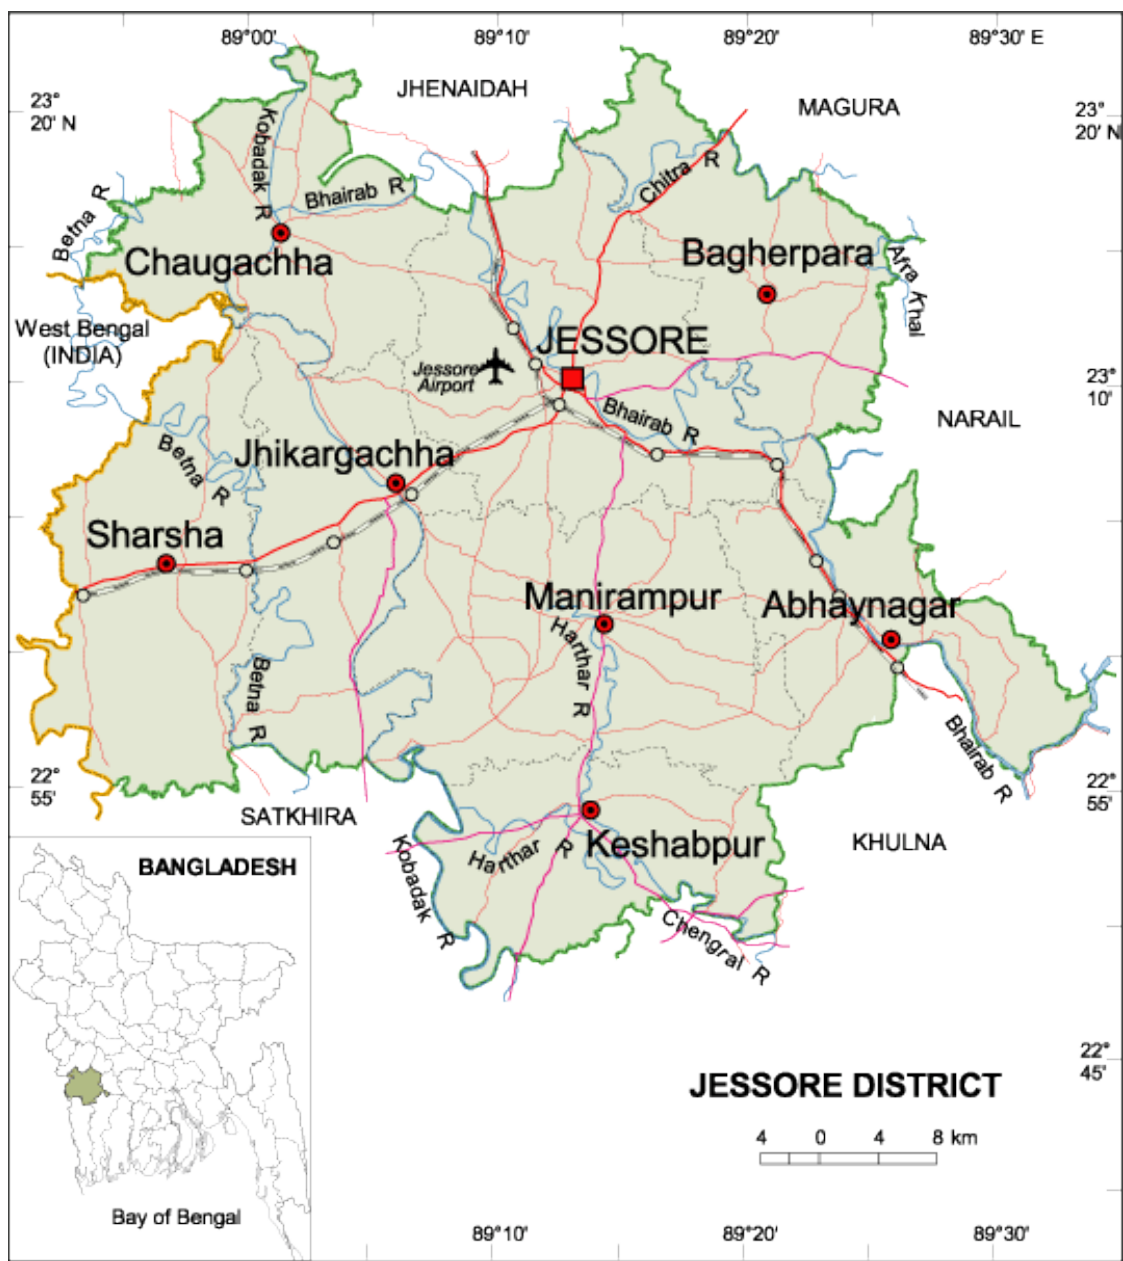 89°00'
89°10'
89°20'
89°30' E
JHENAIDAH
MAGURA
23°
20' N
23°
20' N
Kobadak R
Chitra R
Bhairab R
Betna R
Bagherpara
Chaugachha
Afra Khal
West Bengal
(INDIA)
JESSORE
Jessore
Airport
23°
10'
Bhairab R
NARAIL
Betna R
Jhikargachha
Sharsha
Manirampur
Abhaynagar
Harthar R
Betna R
Bhairab R
22°
55'
22°
55'
SATKHIRA
Keshabpur
KHULNA
Kobadak R
Harthar R
Chengral R
BANGLADESH
22°
45'
JESSORE DISTRICT
4 0 4 8 km
Bay of Bengal
89°10'
89°20'
89°30'